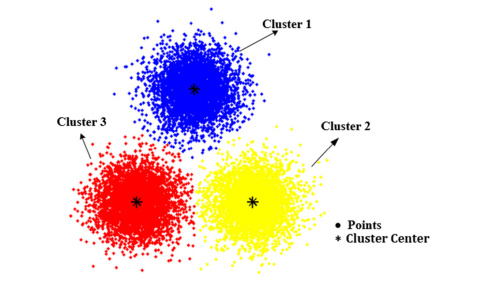 Cluster 1
Cluster 3
Cluster 2
● Points
* Cluster Center